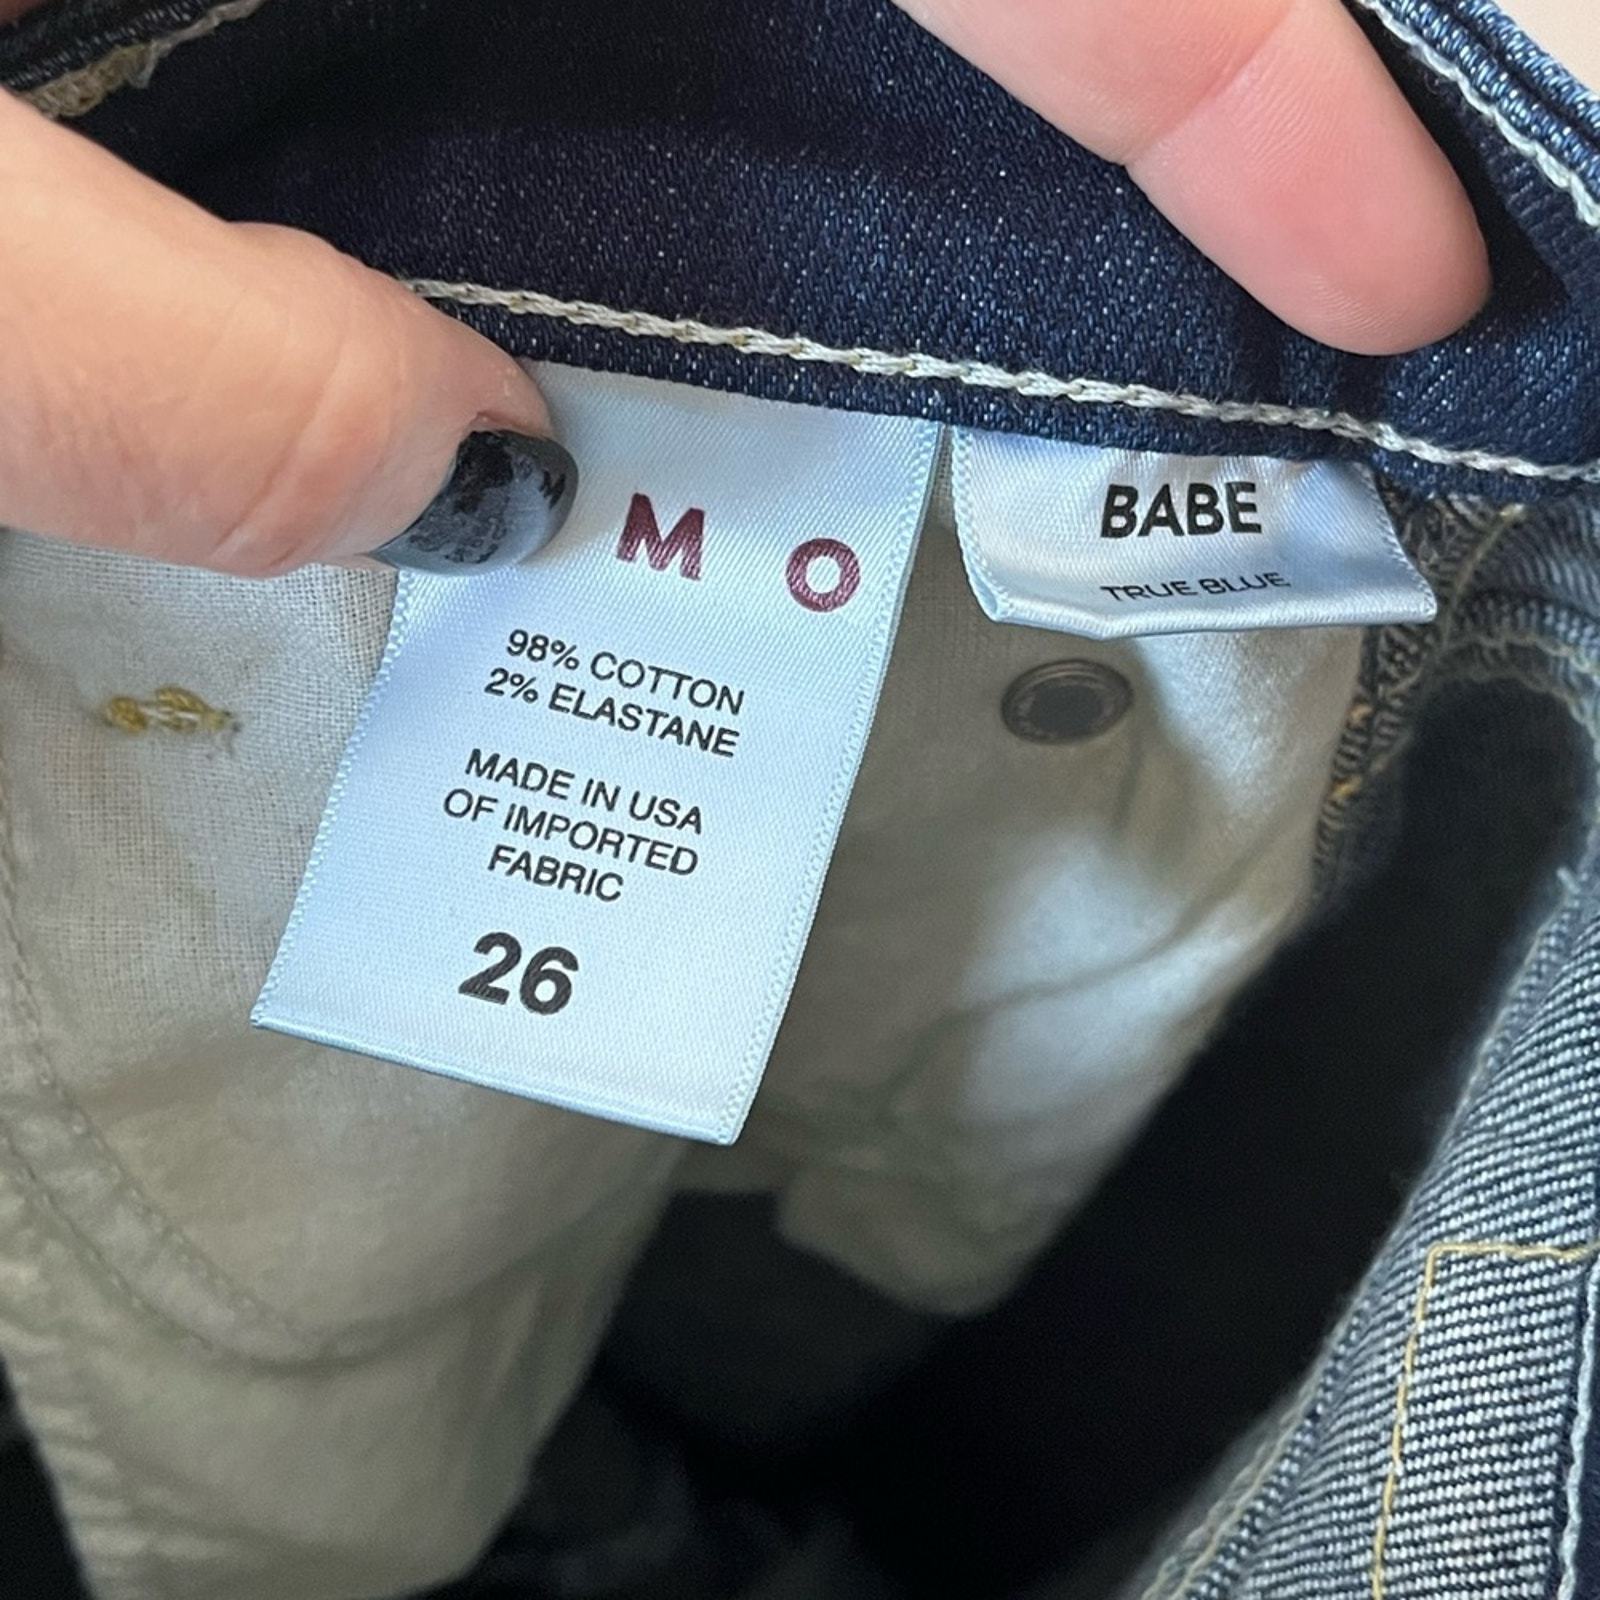 M O
98% COTTON
2% ELASTANE
MADE IN USA
OF IMPORTED
FABRIC
26
BABE
TRUE BLUE